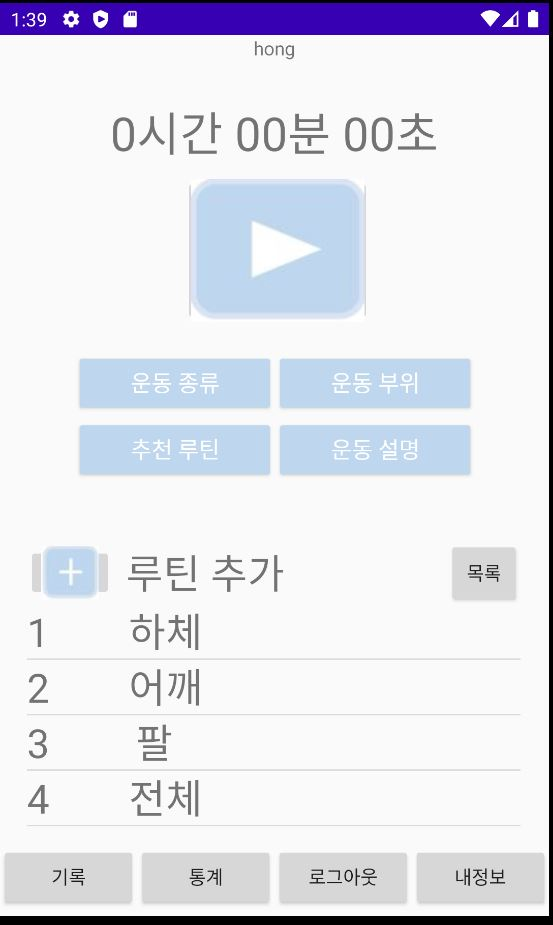 1:39
hong
0시간 00분 00초
운동 종류 운동 부위
추천 루틴 운동 설명
+ 루틴 추가 목록
1 하체
2 어깨
3 팔
4 전체
기록 통계 로그아웃 내정보